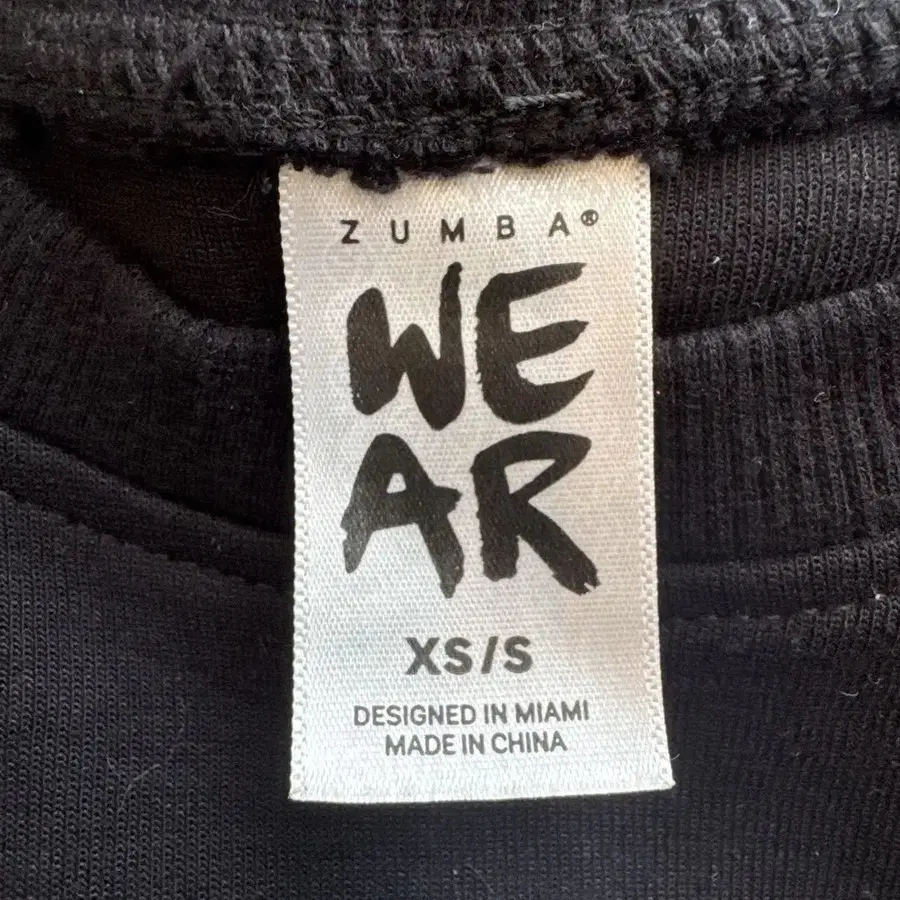 ZUMBA®
WE
AR
XS/S
DESIGNED IN MIAMI
MADE IN CHINA